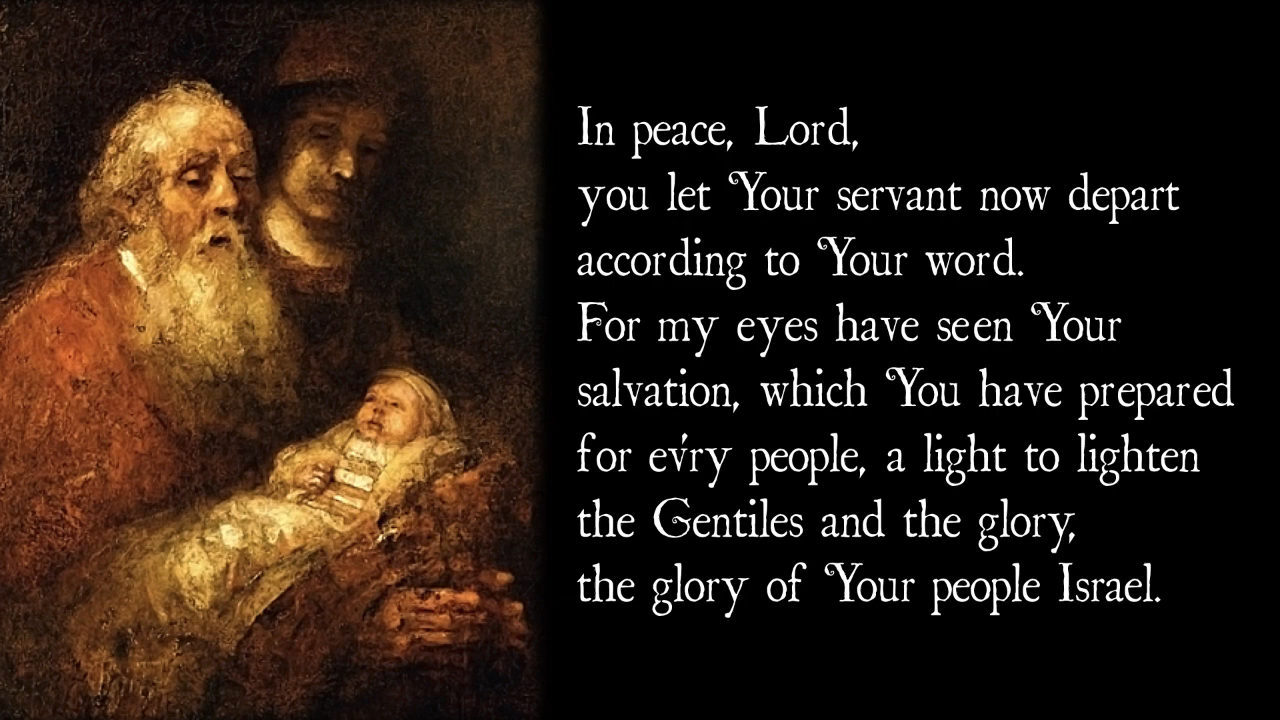 In peace, Lord,
you let Your servant now depart
according to Your word.
For my eyes have seen Your
salvation, which You have prepared
for ev'ry people, a light to lighten
the Gentiles and the glory,
the glory of Your people Israel.